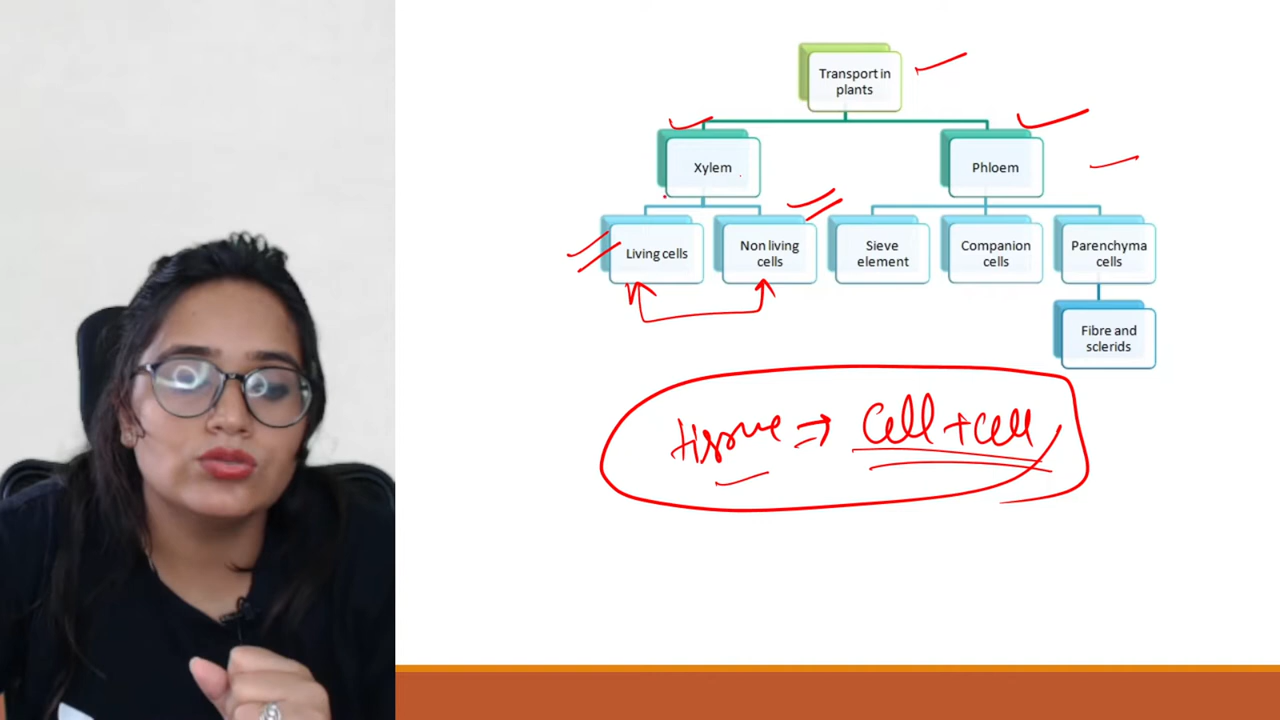 Transport in
plants
Xylem
Phloem
Living cells
Non living
cells
Sieve
element
Companion
cells
Parenchyma
cells
Fibre and
sclerids
tissue ⇒ Cell + Cell